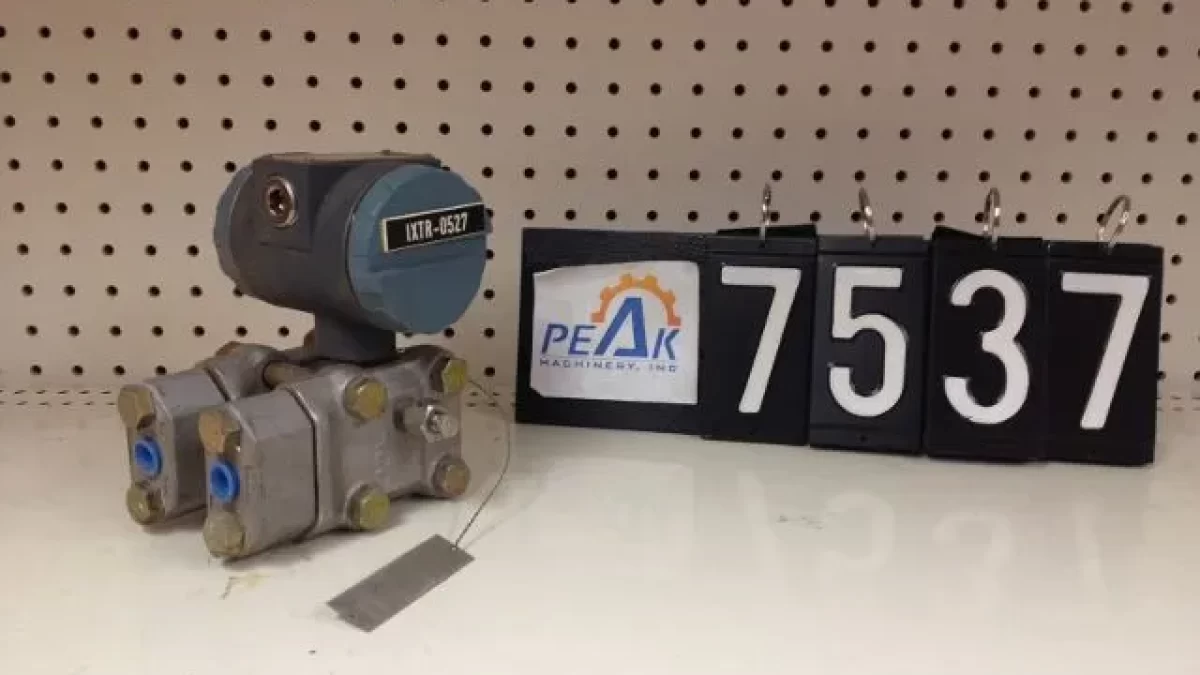 IXTR-0527
PEAK
MACHINERY, INC
7537